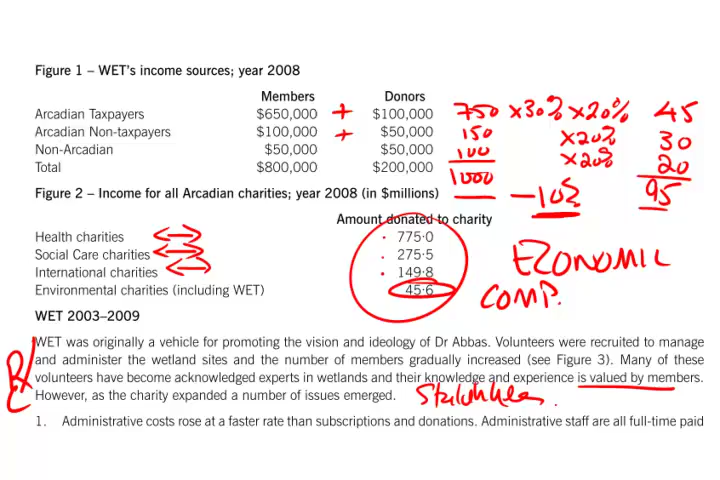 Figure 1 – WET's income sources; year 2008
Members Donors
Arcadian Taxpayers $650,000 + $100,000 750 ×30% ×20% 45
Arcadian Non-taxpayers $100,000 + $50,000 150 ×20% 30
Non-Arcadian $50,000 $50,000 100 ×20% 20
Total $800,000 $200,000 1000 95
Figure 2 – Income for all Arcadian charities; year 2008 (in $millions)
Amount donated to charity
Health charities 775·0
Social Care charities 275·5
International charities 149·8
Environmental charities (including WET) 45·6
COMP.
WET 2003–2009
WET was originally a vehicle for promoting the vision and ideology of Dr Abbas. Volunteers were recruited to manage
and administer the wetland sites and the number of members gradually increased (see Figure 3). Many of these
volunteers have become acknowledged experts in wetlands and their knowledge and experience is valued by members.
However, as the charity expanded a number of issues emerged.
1. Administrative costs rose at a faster rate than subscriptions and donations. Administrative staff are all full-time paid